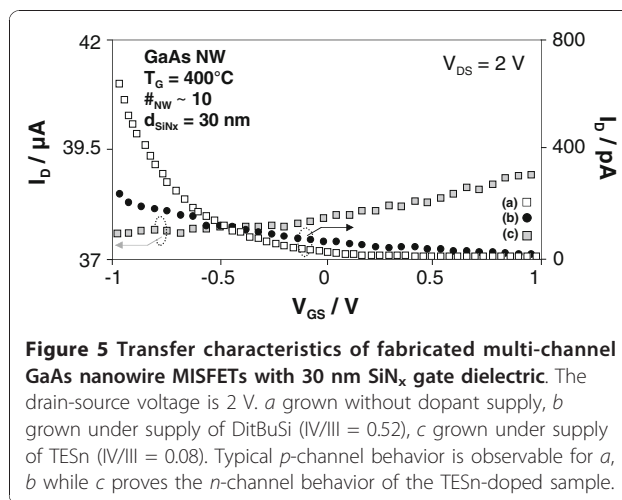 42
39.5
37
I_D / µA
GaAs NW
T_G = 400°C
#_NW ~ 10
d_SiNx = 30 nm
V_DS = 2 V
800
400
0
I_D / pA
(a)
(b)
(c)
-1
-0.5
0
0.5
1
V_GS / V
Figure 5 Transfer characteristics of fabricated multi-channel
GaAs nanowire MISFETs with 30 nm SiN_x gate dielectric. The
drain-source voltage is 2 V. a grown without dopant supply, b
grown under supply of DitBuSi (IV/III = 0.52), c grown under supply
of TESn (IV/III = 0.08). Typical p-channel behavior is observable for a,
b while c proves the n-channel behavior of the TESn-doped sample.